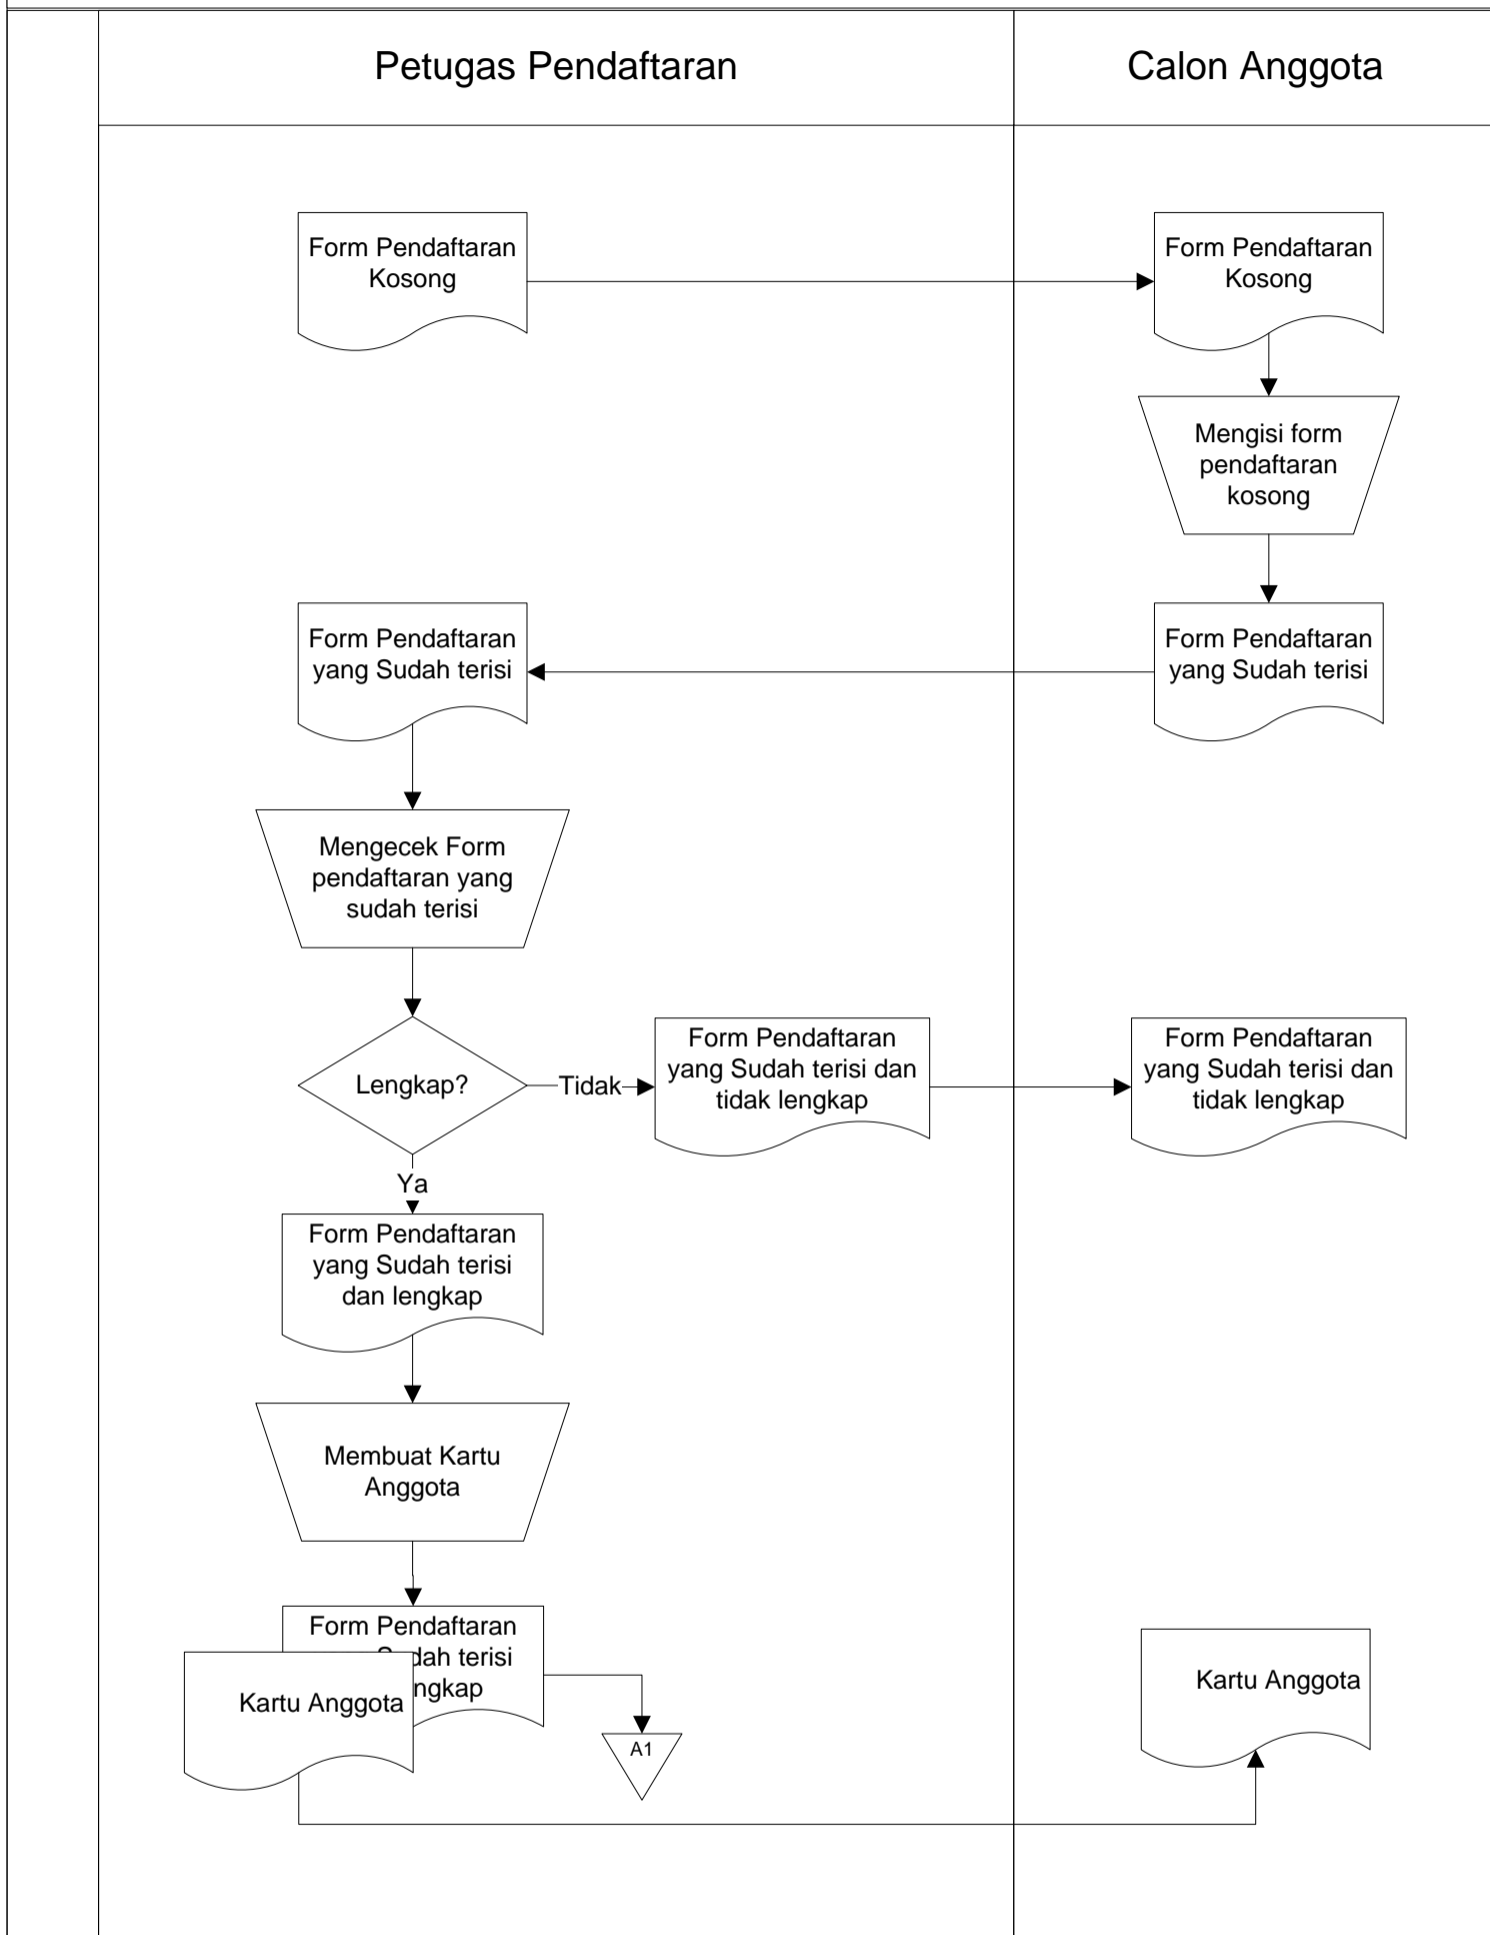 Petugas Pendaftaran
Calon Anggota
Form Pendaftaran
Kosong
Form Pendaftaran
Kosong
Mengisi form
pendaftaran
kosong
Form Pendaftaran
yang Sudah terisi
Form Pendaftaran
yang Sudah terisi
Mengecek Form
pendaftaran yang
sudah terisi
Lengkap?
Tidak
Form Pendaftaran
yang Sudah terisi dan
tidak lengkap
Form Pendaftaran
yang Sudah terisi dan
tidak lengkap
Ya
Form Pendaftaran
yang Sudah terisi
dan lengkap
Membuat Kartu
Anggota
Form Pendaftaran
terisi
Kartu Anggota
A1
Kartu Anggota